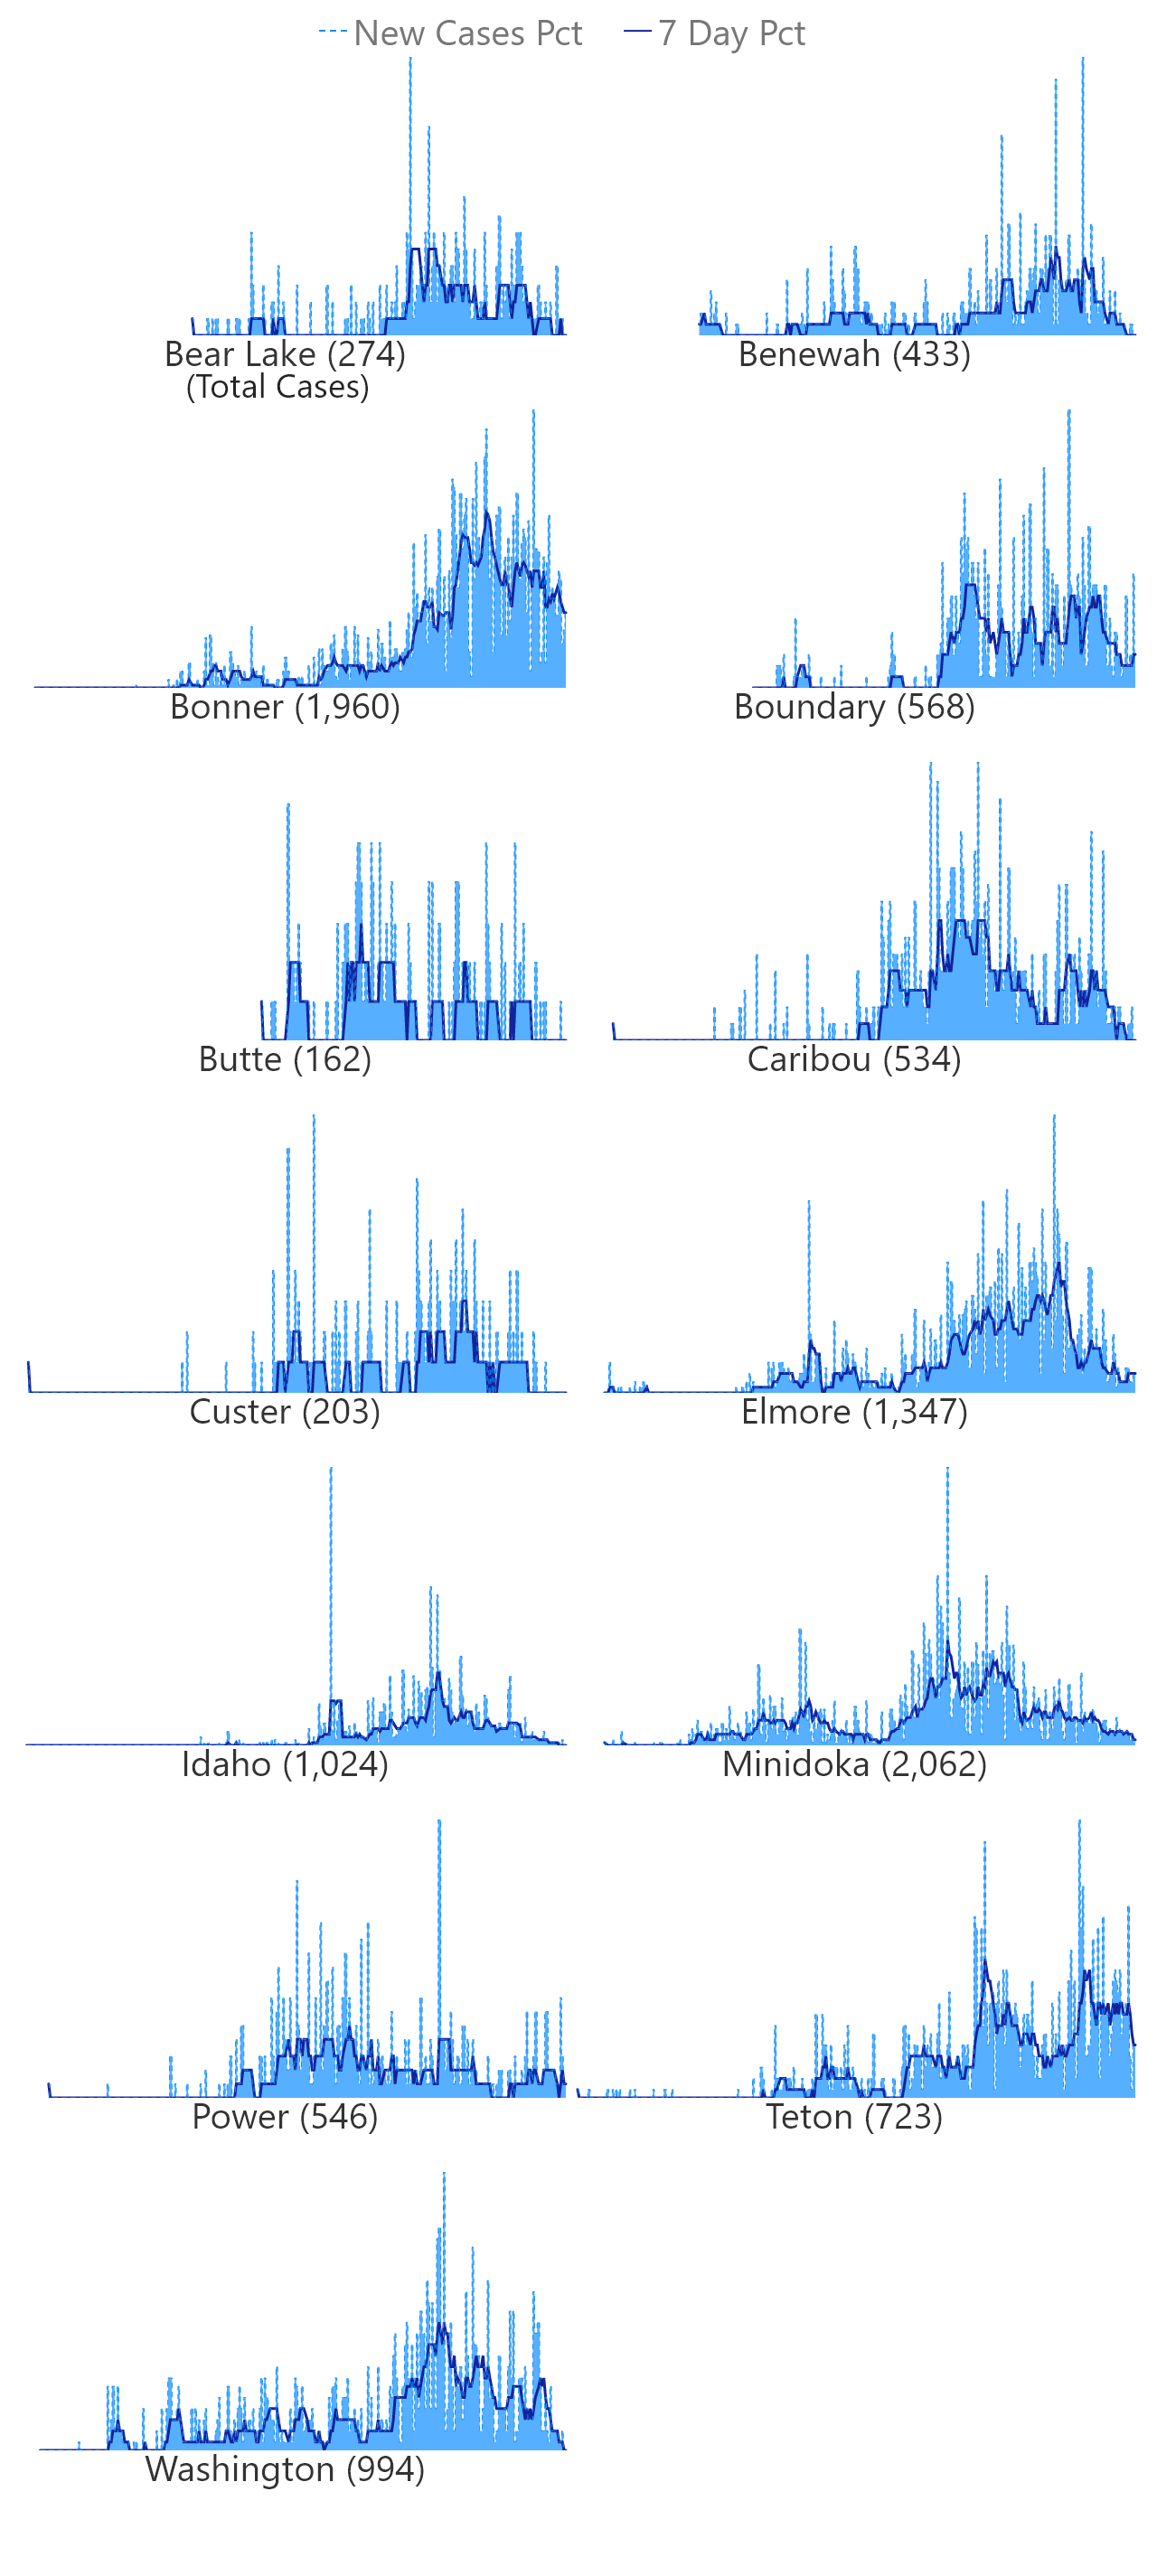 New Cases Pct 7 Day Pct
Bear Lake (274) Benewah (433)
(Total Cases)
Bonner (1,960) Boundary (568)
Butte (162) Caribou (534)
Custer (203) Elmore (1,347)
Idaho (1,024) Minidoka (2,062)
Power (546) Teton (723)
Washington (994)